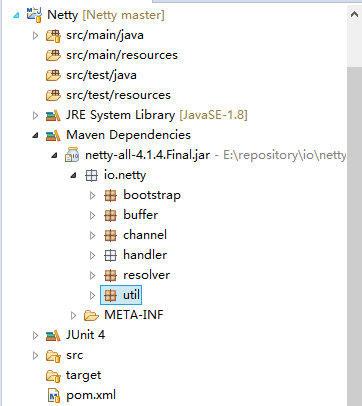 Netty [Netty master]
src/main/java
src/main/resources
src/test/java
src/test/resources
JRE System Library [JavaSE-1.8]
Maven Dependencies
netty-all-4.1.4.Final.jar - E:\repository\io\netty
io.netty
bootstrap
buffer
channel
handler
resolver
util
META-INF
JUnit 4
src
target
pom.xml